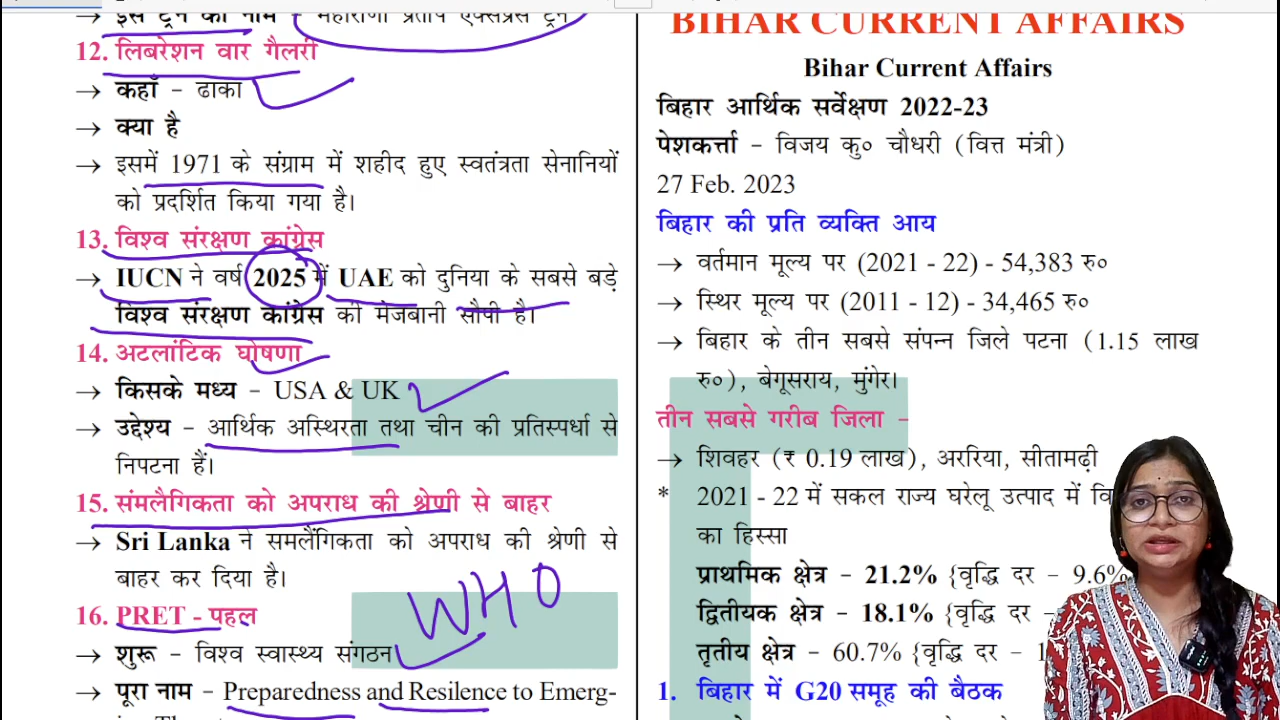 → इस ट्रेन का नाम - महाराणा प्रताप एक्सप्रेस ट्रेन
12. लिबरेशन वार गैलरी
→ कहाँ - ढाका
→ क्या है
→ इसमें 1971 के संग्राम में शहीद हुए स्वतंत्रता सेनानियों
को प्रदर्शित किया गया है।
13. विश्व संरक्षण कांग्रेस
→ IUCN ने वर्ष 2025 में UAE को दुनिया के सबसे बड़े
विश्व संरक्षण कांग्रेस की मेजबानी सौपी है।
14. अटलांटिक घोषणा
→ किसके मध्य - USA & UK
→ उद्देश्य - आर्थिक अस्थिरता तथा चीन की प्रतिस्पर्धा से
निपटना हैं।
15. संमलैगिकता को अपराध की श्रेणी से बाहर
→ Sri Lanka ने समलैंगिकता को अपराध की श्रेणी से
बाहर कर दिया है।
WHO
16. PRET - पहल
→ शुरू - विश्व स्वास्थ्य संगठन
→ पूरा नाम - Preparedness and Resilence to Emerg-
BIHAR CURRENT AFFAIRS
Bihar Current Affairs
बिहार आर्थिक सर्वेक्षण 2022-23
पेशकर्त्ता - विजय कु० चौधरी (वित्त मंत्री)
27 Feb. 2023
बिहार की प्रति व्यक्ति आय
→ वर्तमान मूल्य पर (2021 - 22) - 54,383 रु०
→ स्थिर मूल्य पर (2011 - 12) - 34,465 रु०
→ बिहार के तीन सबसे संपन्न जिले पटना (1.15 लाख
रु०), बेगूसराय, मुंगेर।
तीन सबसे गरीब जिला -
→ शिवहर (₹ 0.19 लाख), अररिया, सीतामढ़ी
* 2021 - 22 में सकल राज्य घरेलू उत्पाद में
का हिस्सा
प्राथमिक क्षेत्र - 21.2% {वृद्धि दर - 9.6%
द्वितीयक क्षेत्र - 18.1% {वृद्धि दर -
तृतीय क्षेत्र - 60.7% {वृद्धि दर -
1. बिहार में G20 समूह की बैठक